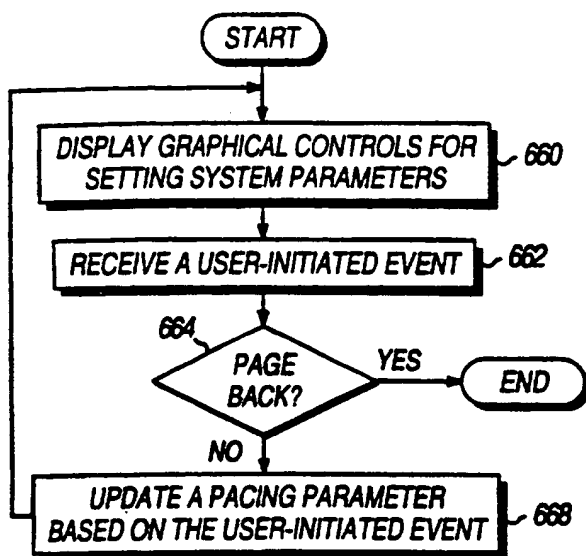 START
DISPLAY GRAPHICAL CONTROLS FOR
SETTING SYSTEM PARAMETERS
660
RECEIVE A USER-INITIATED EVENT
662
664
PAGE
BACK?
YES
END
NO
UPDATE A PACING PARAMETER
BASED ON THE USER-INITIATED EVENT
668